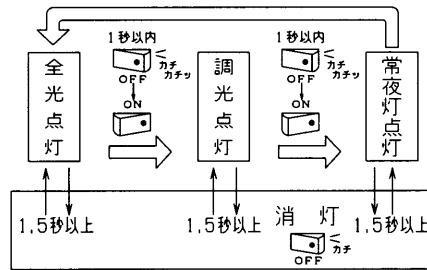 1秒以内
カチ
カチッ
OFF
ON
1秒以内
カチ
カチッ
OFF
ON
全光点灯
調光点灯
常夜灯点灯
1.5秒以上
1.5秒以上
消灯
1.5秒以上
カチ
OFF